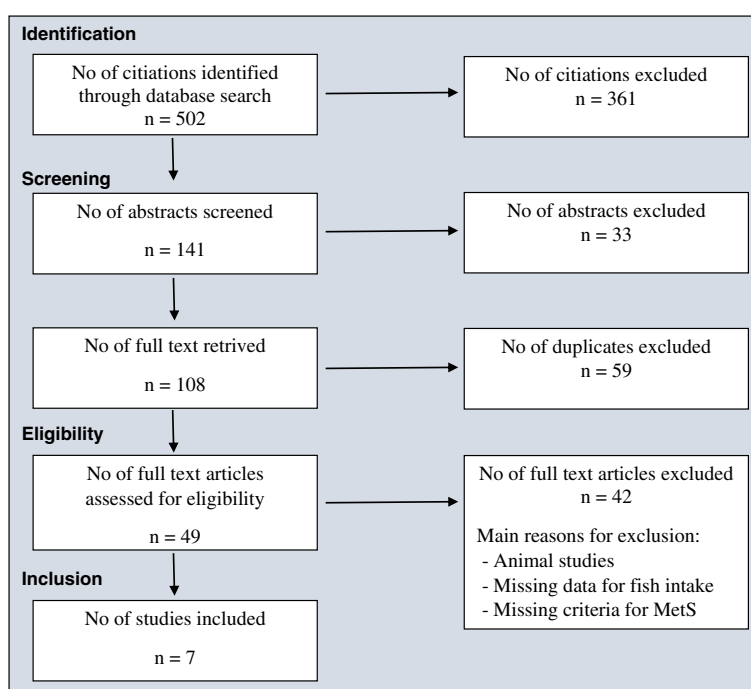 Identification
No of citiations identified
through database search
n = 502
No of citiations excluded
n = 361
Screening
No of abstracts screened
n = 141
No of abstracts excluded
n = 33
No of full text retrived
n = 108
No of duplicates excluded
n = 59
Eligibility
No of full text articles
assessed for eligibility
n = 49
No of full text articles excluded
n = 42
Main reasons for exclusion:
- Animal studies
- Missing data for fish intake
- Missing criteria for MetS
Inclusion
No of studies included
n = 7